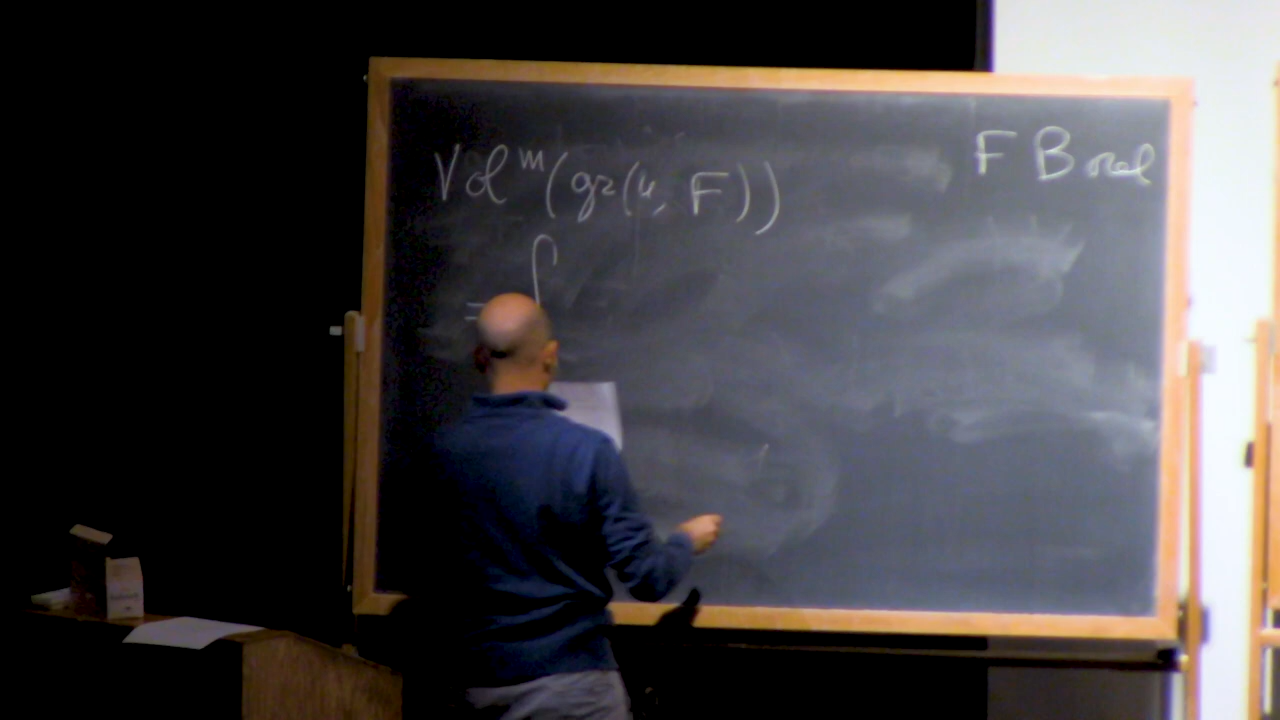 Vol^m(gr(u, F)) F Borel
= ∫